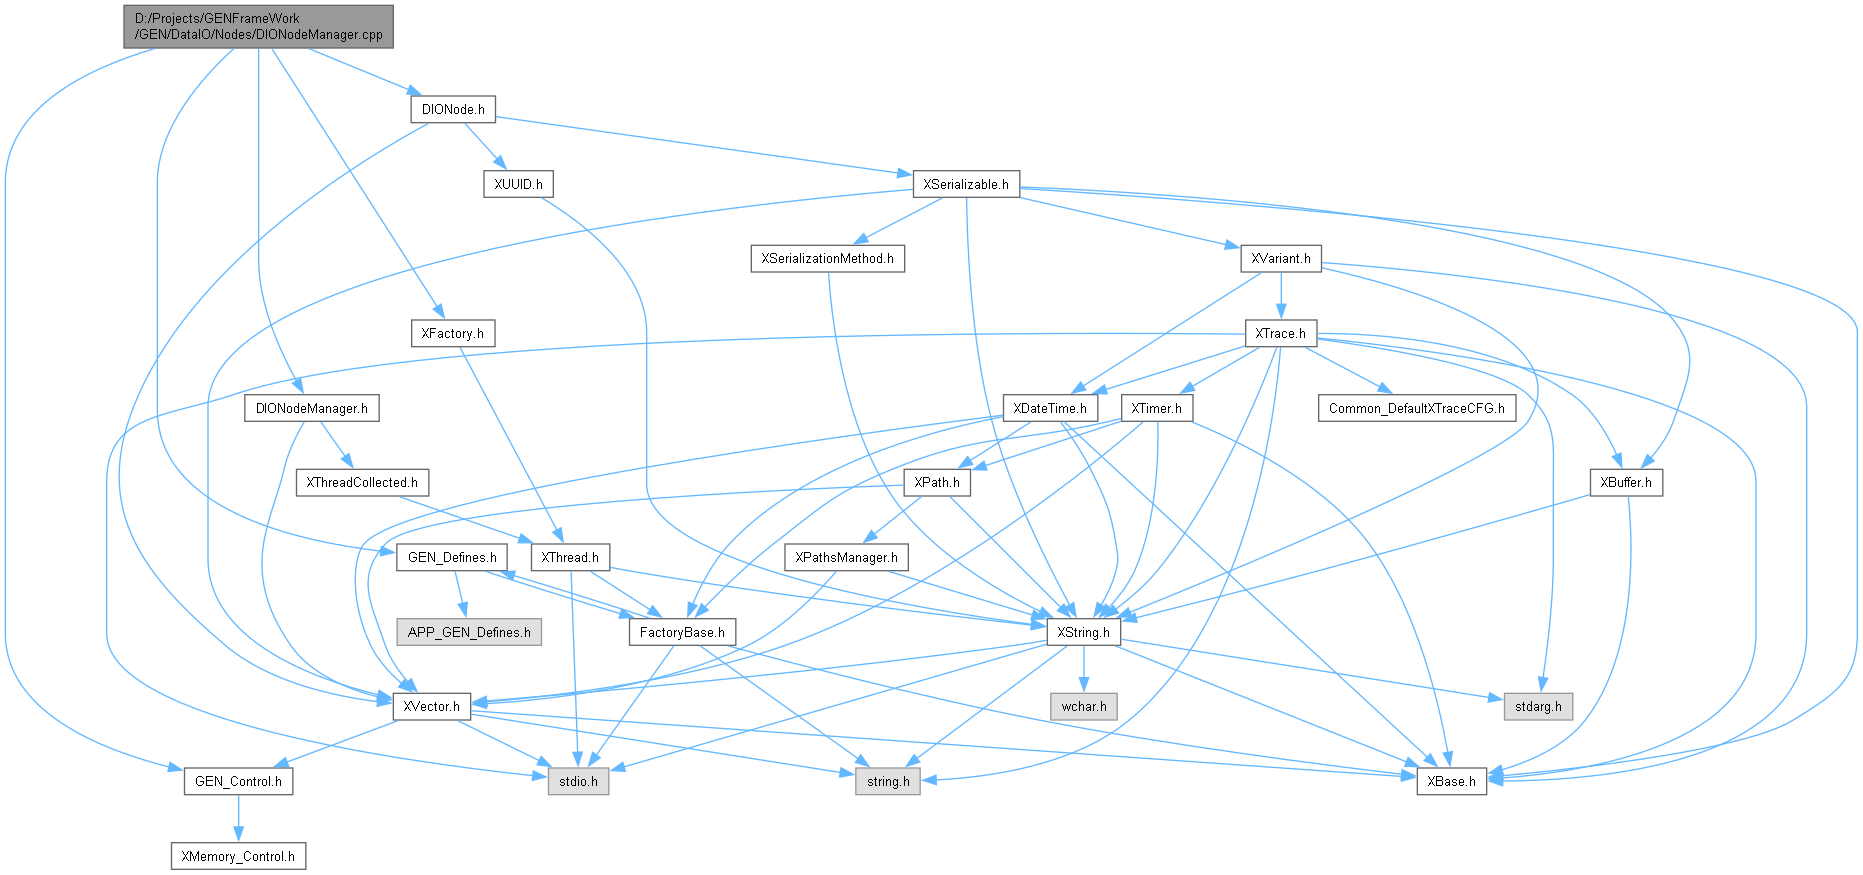 D:/Projects/GENFrameWork
/GEN/DataIO/Nodes/DIONodeManager.cpp
DIONode.h
XUUID.h
XSerializable.h
XSerializationMethod.h
XVariant.h
XFactory.h
XTrace.h
DIONodeManager.h
XDateTime.h
XTimer.h
Common_DefaultXTraceCFG.h
XThreadCollected.h
XPath.h
XBuffer.h
GEN_Defines.h
XThread.h
XPathsManager.h
APP_GEN_Defines.h
FactoryBase.h
XString.h
XVector.h
wchar.h
stdarg.h
GEN_Control.h
stdio.h
string.h
XBase.h
XMemory_Control.h